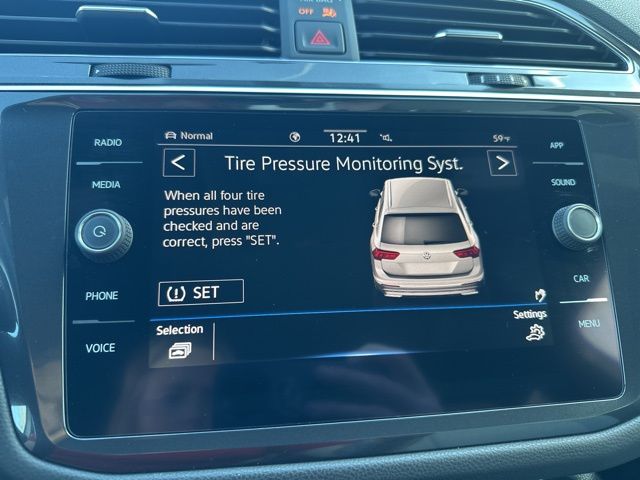 OFF
RADIO
MEDIA
PHONE
VOICE
Normal
12:41
59°F
Tire Pressure Monitoring Syst.
When all four tire
pressures have been
checked and are
correct, press "SET".
SET
Selection
Settings
APP
SOUND
CAR
MENU